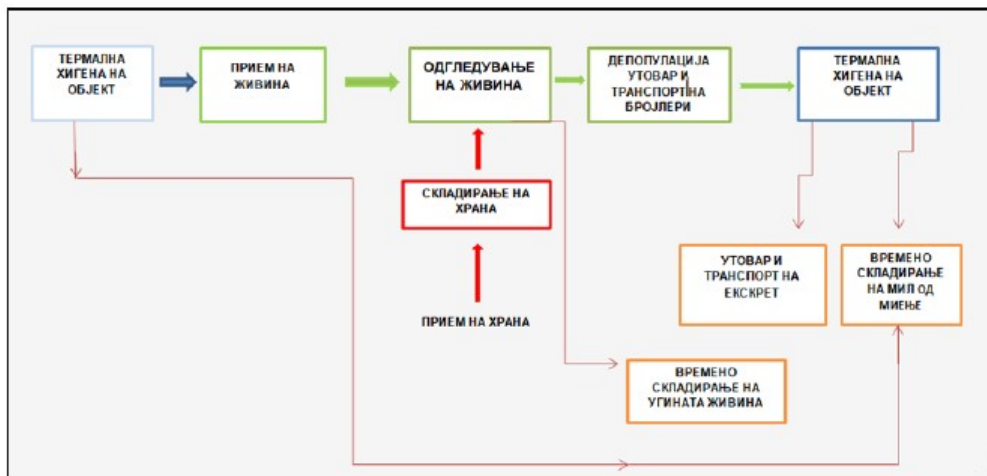 ТЕРМАЛНА
ХИГЕНА НА
ОБЈЕКТ
ПРИЕМ НА
ЖИВИНА
ОДГЛЕДУВАЊЕ
НА ЖИВИНА
ДЕПОПУЛАЦИЈА
УТОВАР И
ТРАНСПОРТ НА
БРОЈЛЕРИ
ТЕРМАЛНА
ХИГЕНА НА
ОБЈЕКТ
СКЛАДИРАЊЕ НА
ХРАНА
ПРИЕМ НА ХРАНА
УТОВАР И
ТРАНСПОРТ НА
ЕКСКРЕТ
ВРЕМЕНО
СКЛАДИРАЊЕ
НА МИЛ ОД
МИЕЊЕ
ВРЕМЕНО
СКЛАДИРАЊЕ НА
УГИНАТА ЖИВИНА